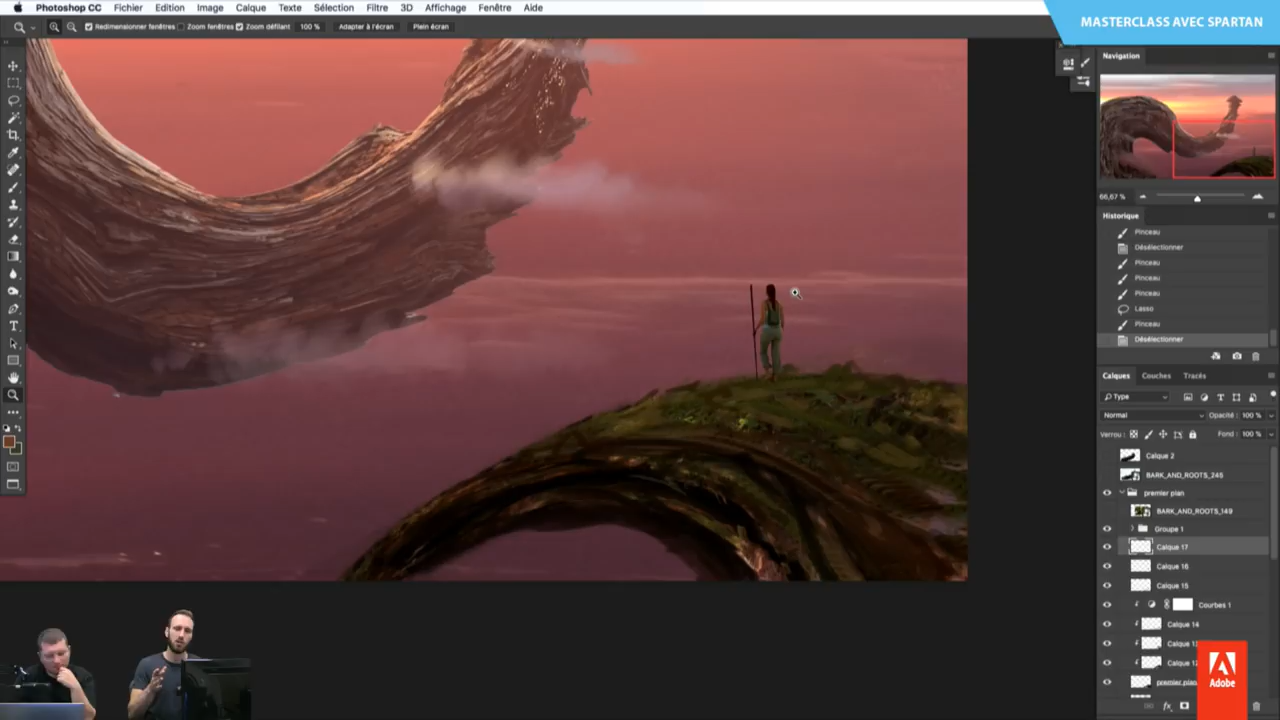 Photoshop CC Fichier Edition Image Calque Texte Sélection Filtre 3D Affichage Fenêtre Aide
MASTERCLASS AVEC SPARTAN
Redimensionner fenêtres Zoom fenêtres Zoom défilant 100 % Adapter à l'écran Plein écran
Navigation
66,67 %
Historique
Pinceau
Désélectionner
Pinceau
Pinceau
Pinceau
Lasso
Pinceau
Désélectionner
Calques Couches Tracés
Type
Normal Opacité : 100 %
Verrou : Fond : 100 %
Calque 2
BARK_AND_ROOTS_246
premier plan
BARK_AND_ROOTS_149
Groupe 1
Calque 17
Calque 16
Calque 15
Courbes 1
Calque 14
Calque 12
premier plan
Adobe